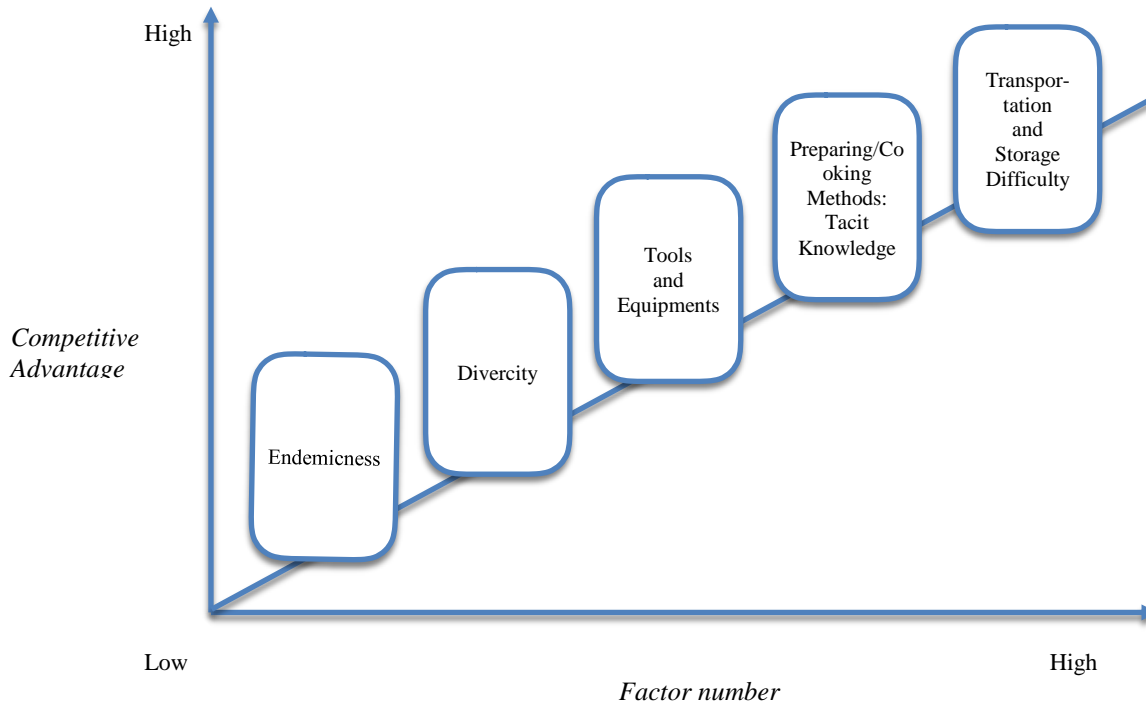 High
Transpor-
tation
and
Storage
Difficulty
Preparing/Co
oking
Methods:
Tacit
Knowledge
Tools
and
Equipments
Divercity
Endemicness
Competitive
Advantage
Low
High
Factor number